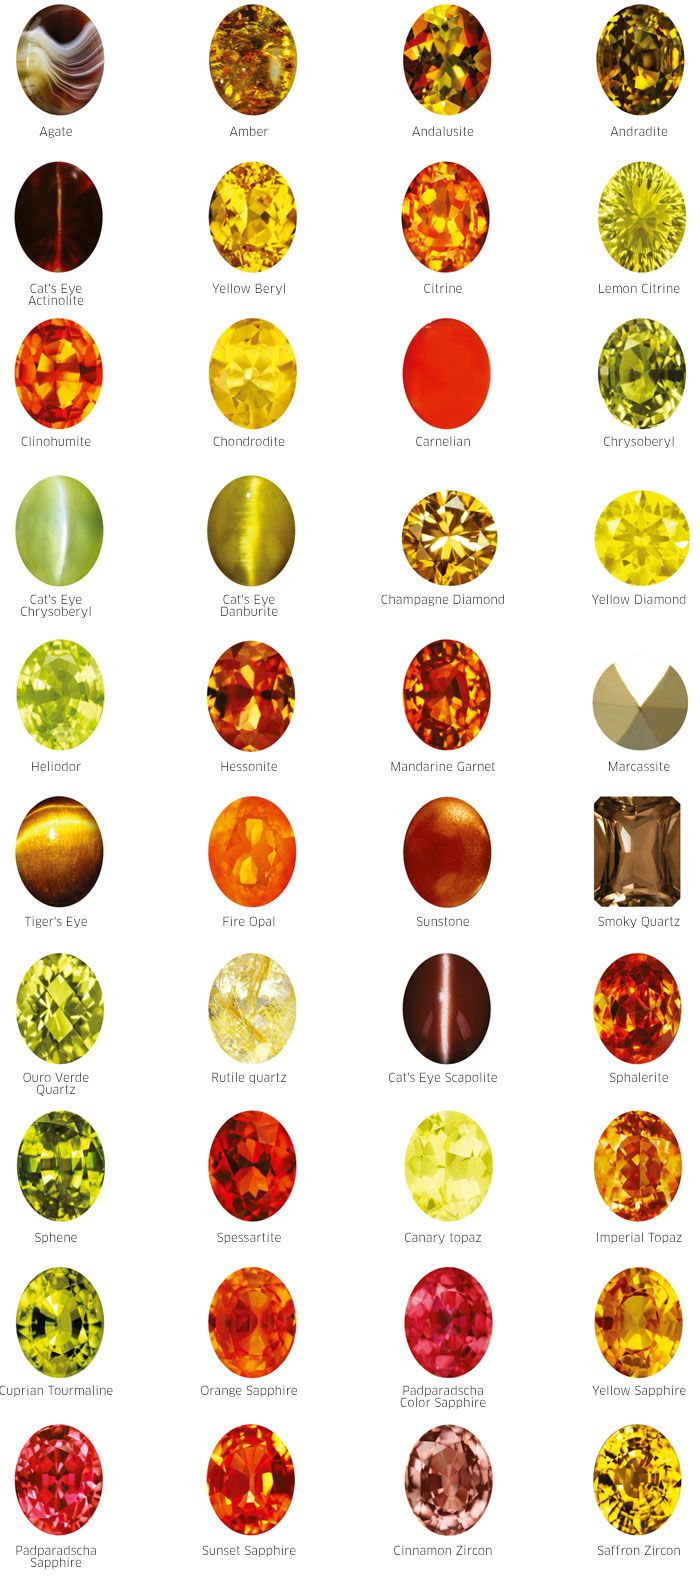 Agate
Amber
Andalusite
Andradite
Cat's Eye
Actinolite
Yellow Beryl
Citrine
Lemon Citrine
Clinohumite
Chondrodite
Carnelian
Chrysoberyl
Cat's Eye
Chrysoberyl
Cat's Eye
Danburite
Champagne Diamond
Yellow Diamond
Heliodor
Hessonite
Mandarine Garnet
Marcassite
Tiger's Eye
Fire Opal
Sunstone
Smoky Quartz
Ouro Verde
Quartz
Rutile quartz
Cat's Eye Scapolite
Sphalerite
Sphene
Spessartite
Canary topaz
Imperial Topaz
Cuprian Tourmaline
Orange Sapphire
Padparadscha
Color Sapphire
Yellow Sapphire
Padparadscha
Sapphire
Sunset Sapphire
Cinnamon Zircon
Saffron Zircon